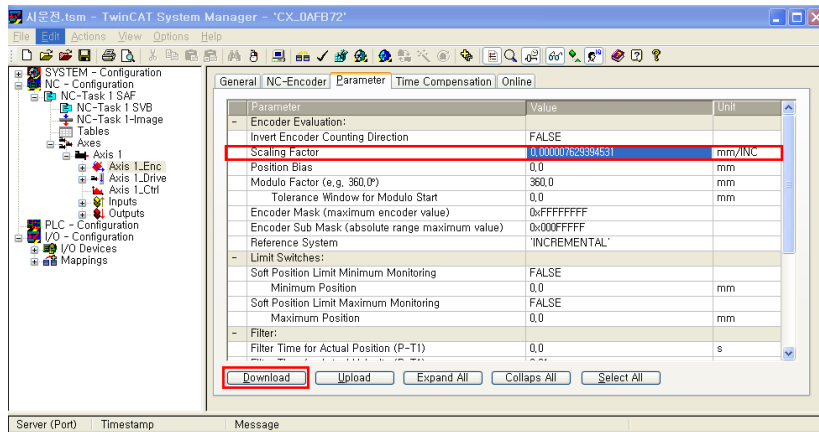 시운전.tsm - TwinCAT System Manager - 'CX_0AFB72'
File Edit Actions View Options Help
SYSTEM - Configuration
NC - Configuration
NC-Task 1 SAF
NC-Task 1 SVB
NC-Task 1-Image
Tables
Axes
Axis 1
Axis 1_Enc
Axis 1_Drive
Axis 1_Ctrl
Inputs
Outputs
PLC - Configuration
I/O - Configuration
I/O Devices
Mappings
General NC-Encoder Parameter Time Compensation Online
Parameter Value Unit
- Encoder Evaluation:
Invert Encoder Counting Direction FALSE
Scaling Factor 0,000007629394531 mm/INC
Position Bias 0,0 mm
Modulo Factor (e,g, 360,0°) 360,0 mm
Tolerance Window for Modulo Start 0,0 mm
Encoder Mask (maximum encoder value) 0xFFFFFFFF
Encoder Sub Mask (absolute range maximum value) 0x000FFFFF
Reference System 'INCREMENTAL'
- Limit Switches:
Soft Position Limit Minimum Monitoring FALSE
Minimum Position 0,0 mm
Soft Position Limit Maximum Monitoring FALSE
Maximum Position 0,0 mm
- Filter:
Filter Time for Actual Position (P-T1) 0,0 s
Download Upload Expand All Collaps All Select All
Server (Port) Timestamp Message